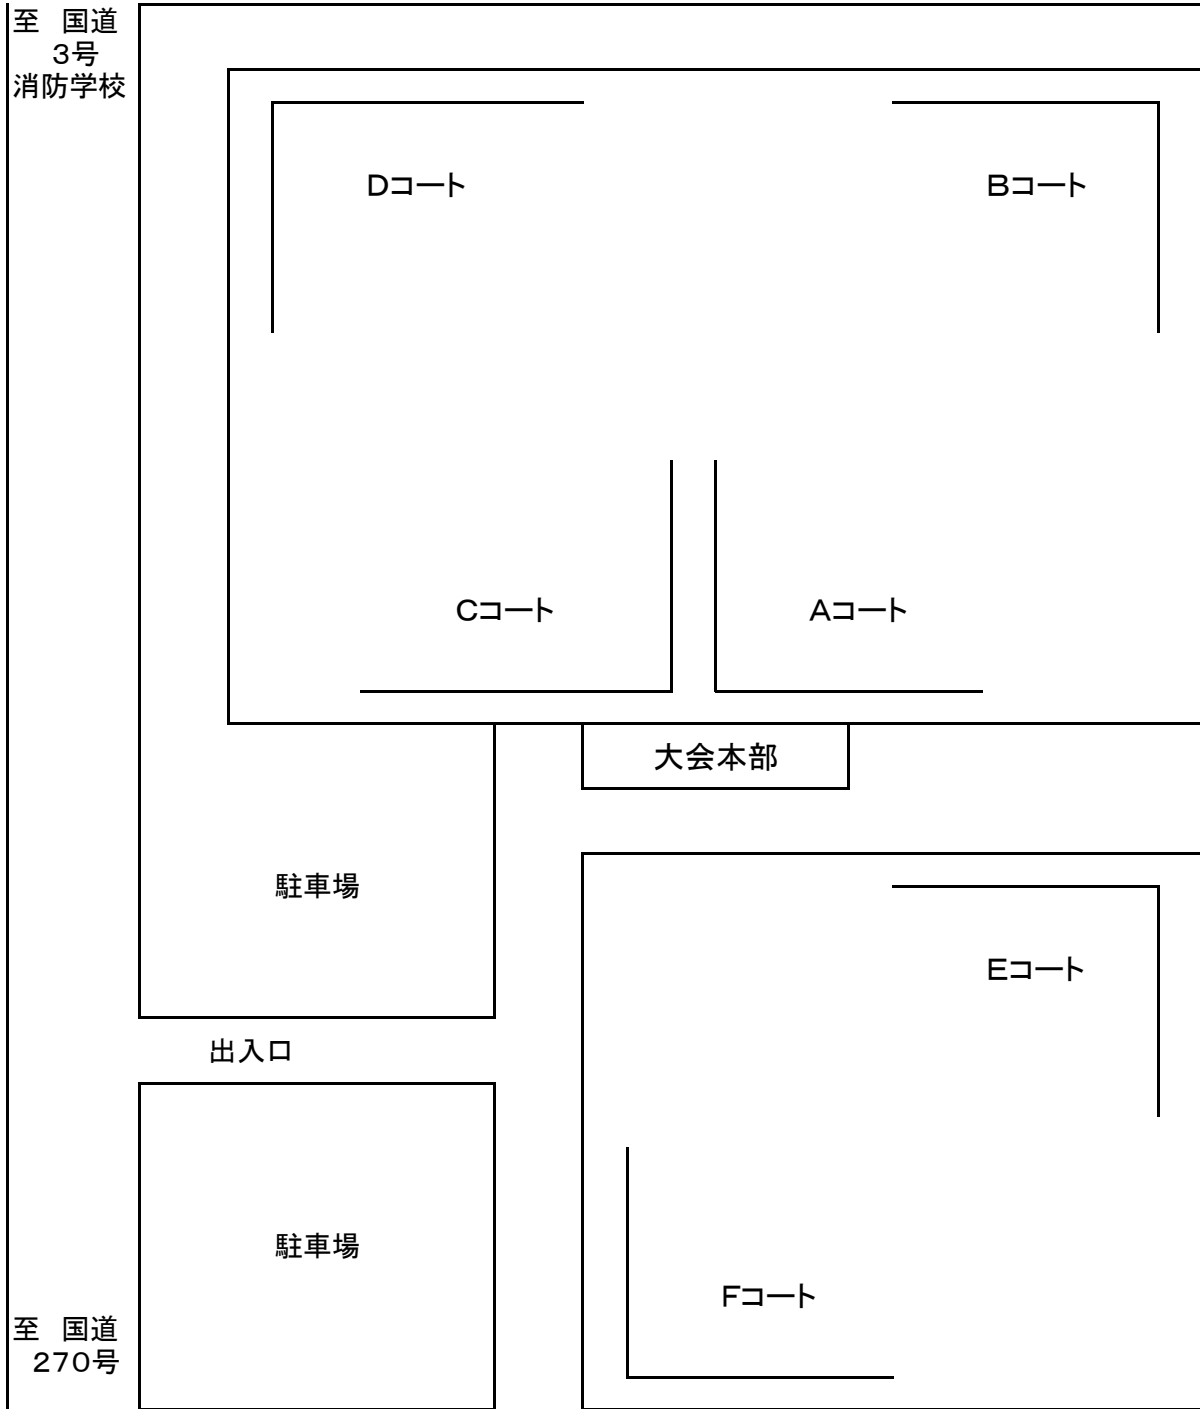 至 国道
3号
消防学校
Dコート
Bコート
Cコート
Aコート
大会本部
駐車場
Eコート
出入口
駐車場
Fコート
至 国道
270号